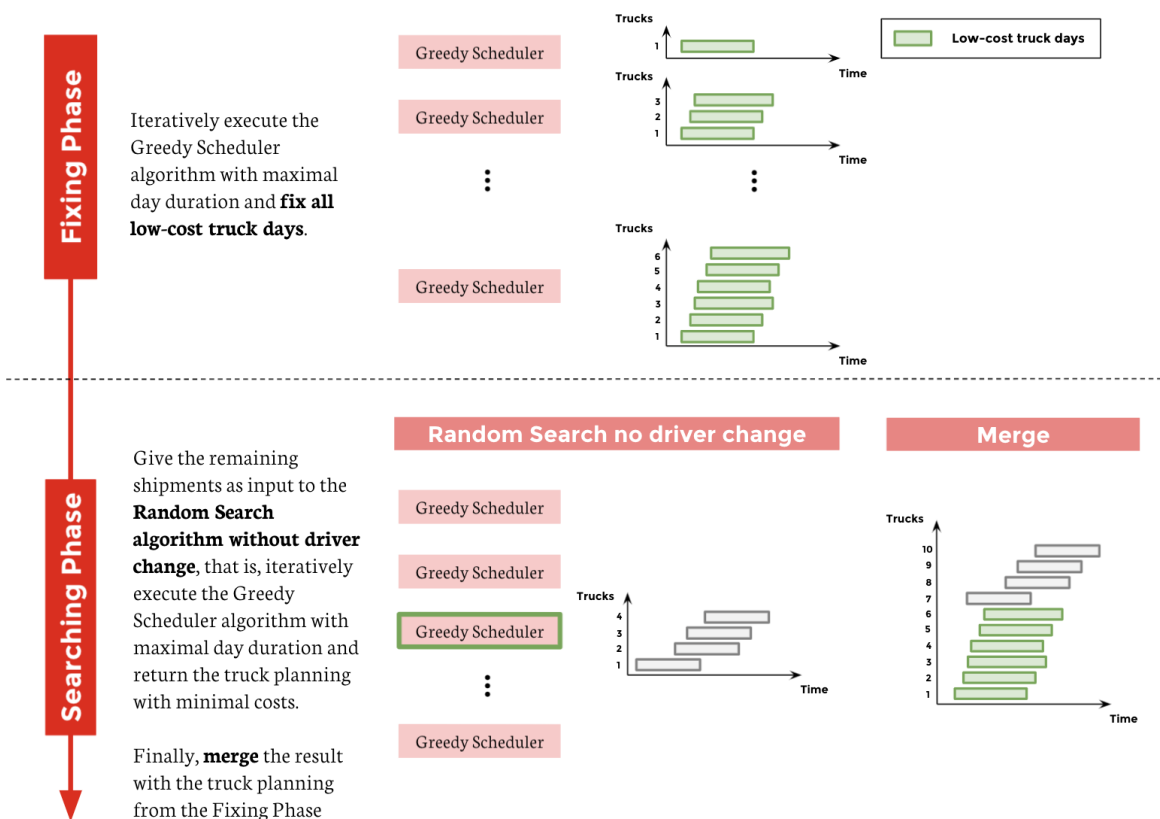 Fixing Phase
Iteratively execute the
Greedy Scheduler
algorithm with maximal
day duration and fix all
low-cost truck days.
Greedy Scheduler
Greedy Scheduler
Greedy Scheduler
Trucks
1
Time
Trucks
3
2
1
Time
Trucks
6
5
4
3
2
1
Time
Low-cost truck days
Searching Phase
Give the remaining
shipments as input to the
Random Search
algorithm without driver
change, that is, iteratively
execute the Greedy
Scheduler algorithm with
maximal day duration and
return the truck planning
with minimal costs.
Finally, merge the result
with the truck planning
from the Fixing Phase
Random Search no driver change
Greedy Scheduler
Greedy Scheduler
Greedy Scheduler
Greedy Scheduler
Trucks
4
3
2
1
Time
Merge
Trucks
10
9
8
7
6
5
4
3
2
1
Time